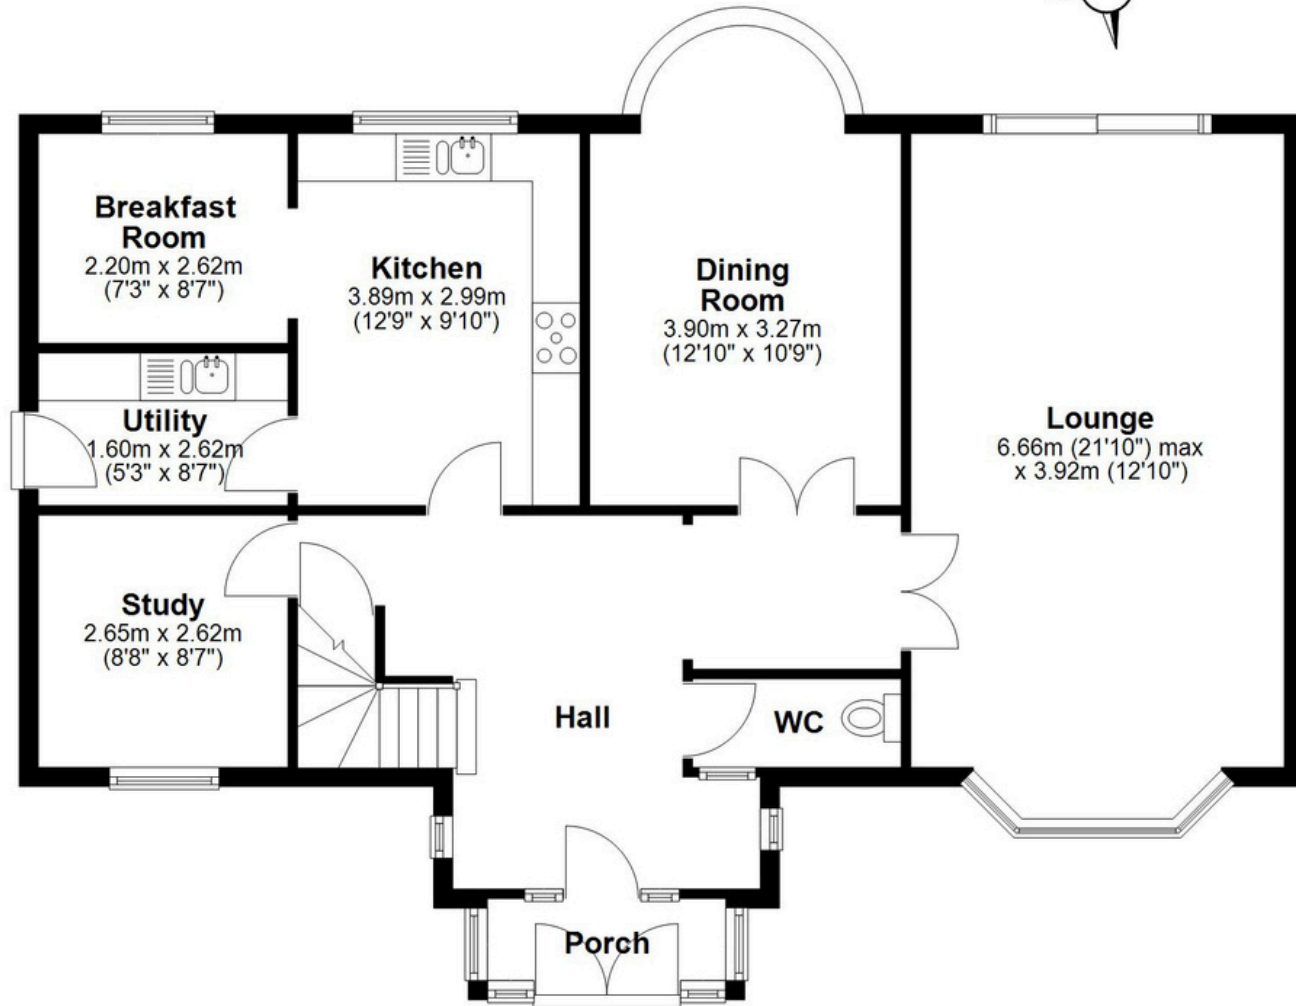 Breakfast
Room
2.20m x 2.62m
(7'3" x 8'7")
Kitchen
3.89m x 2.99m
(12'9" x 9'10")
Dining
Room
3.90m x 3.27m
(12'10" x 10'9")
Lounge
6.66m (21'10") max
x 3.92m (12'10")
Utility
1.60m x 2.62m
(5'3" x 8'7")
Study
2.65m x 2.62m
(8'8" x 8'7")
Hall
WC
Porch